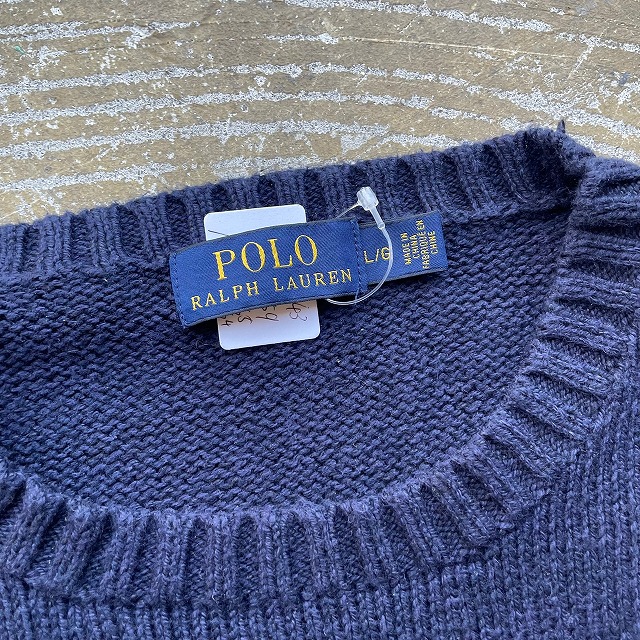 POLO
RALPH LAUREN
L/G
MADE IN
CHINA
FABRIQUÉ EN
CHINE